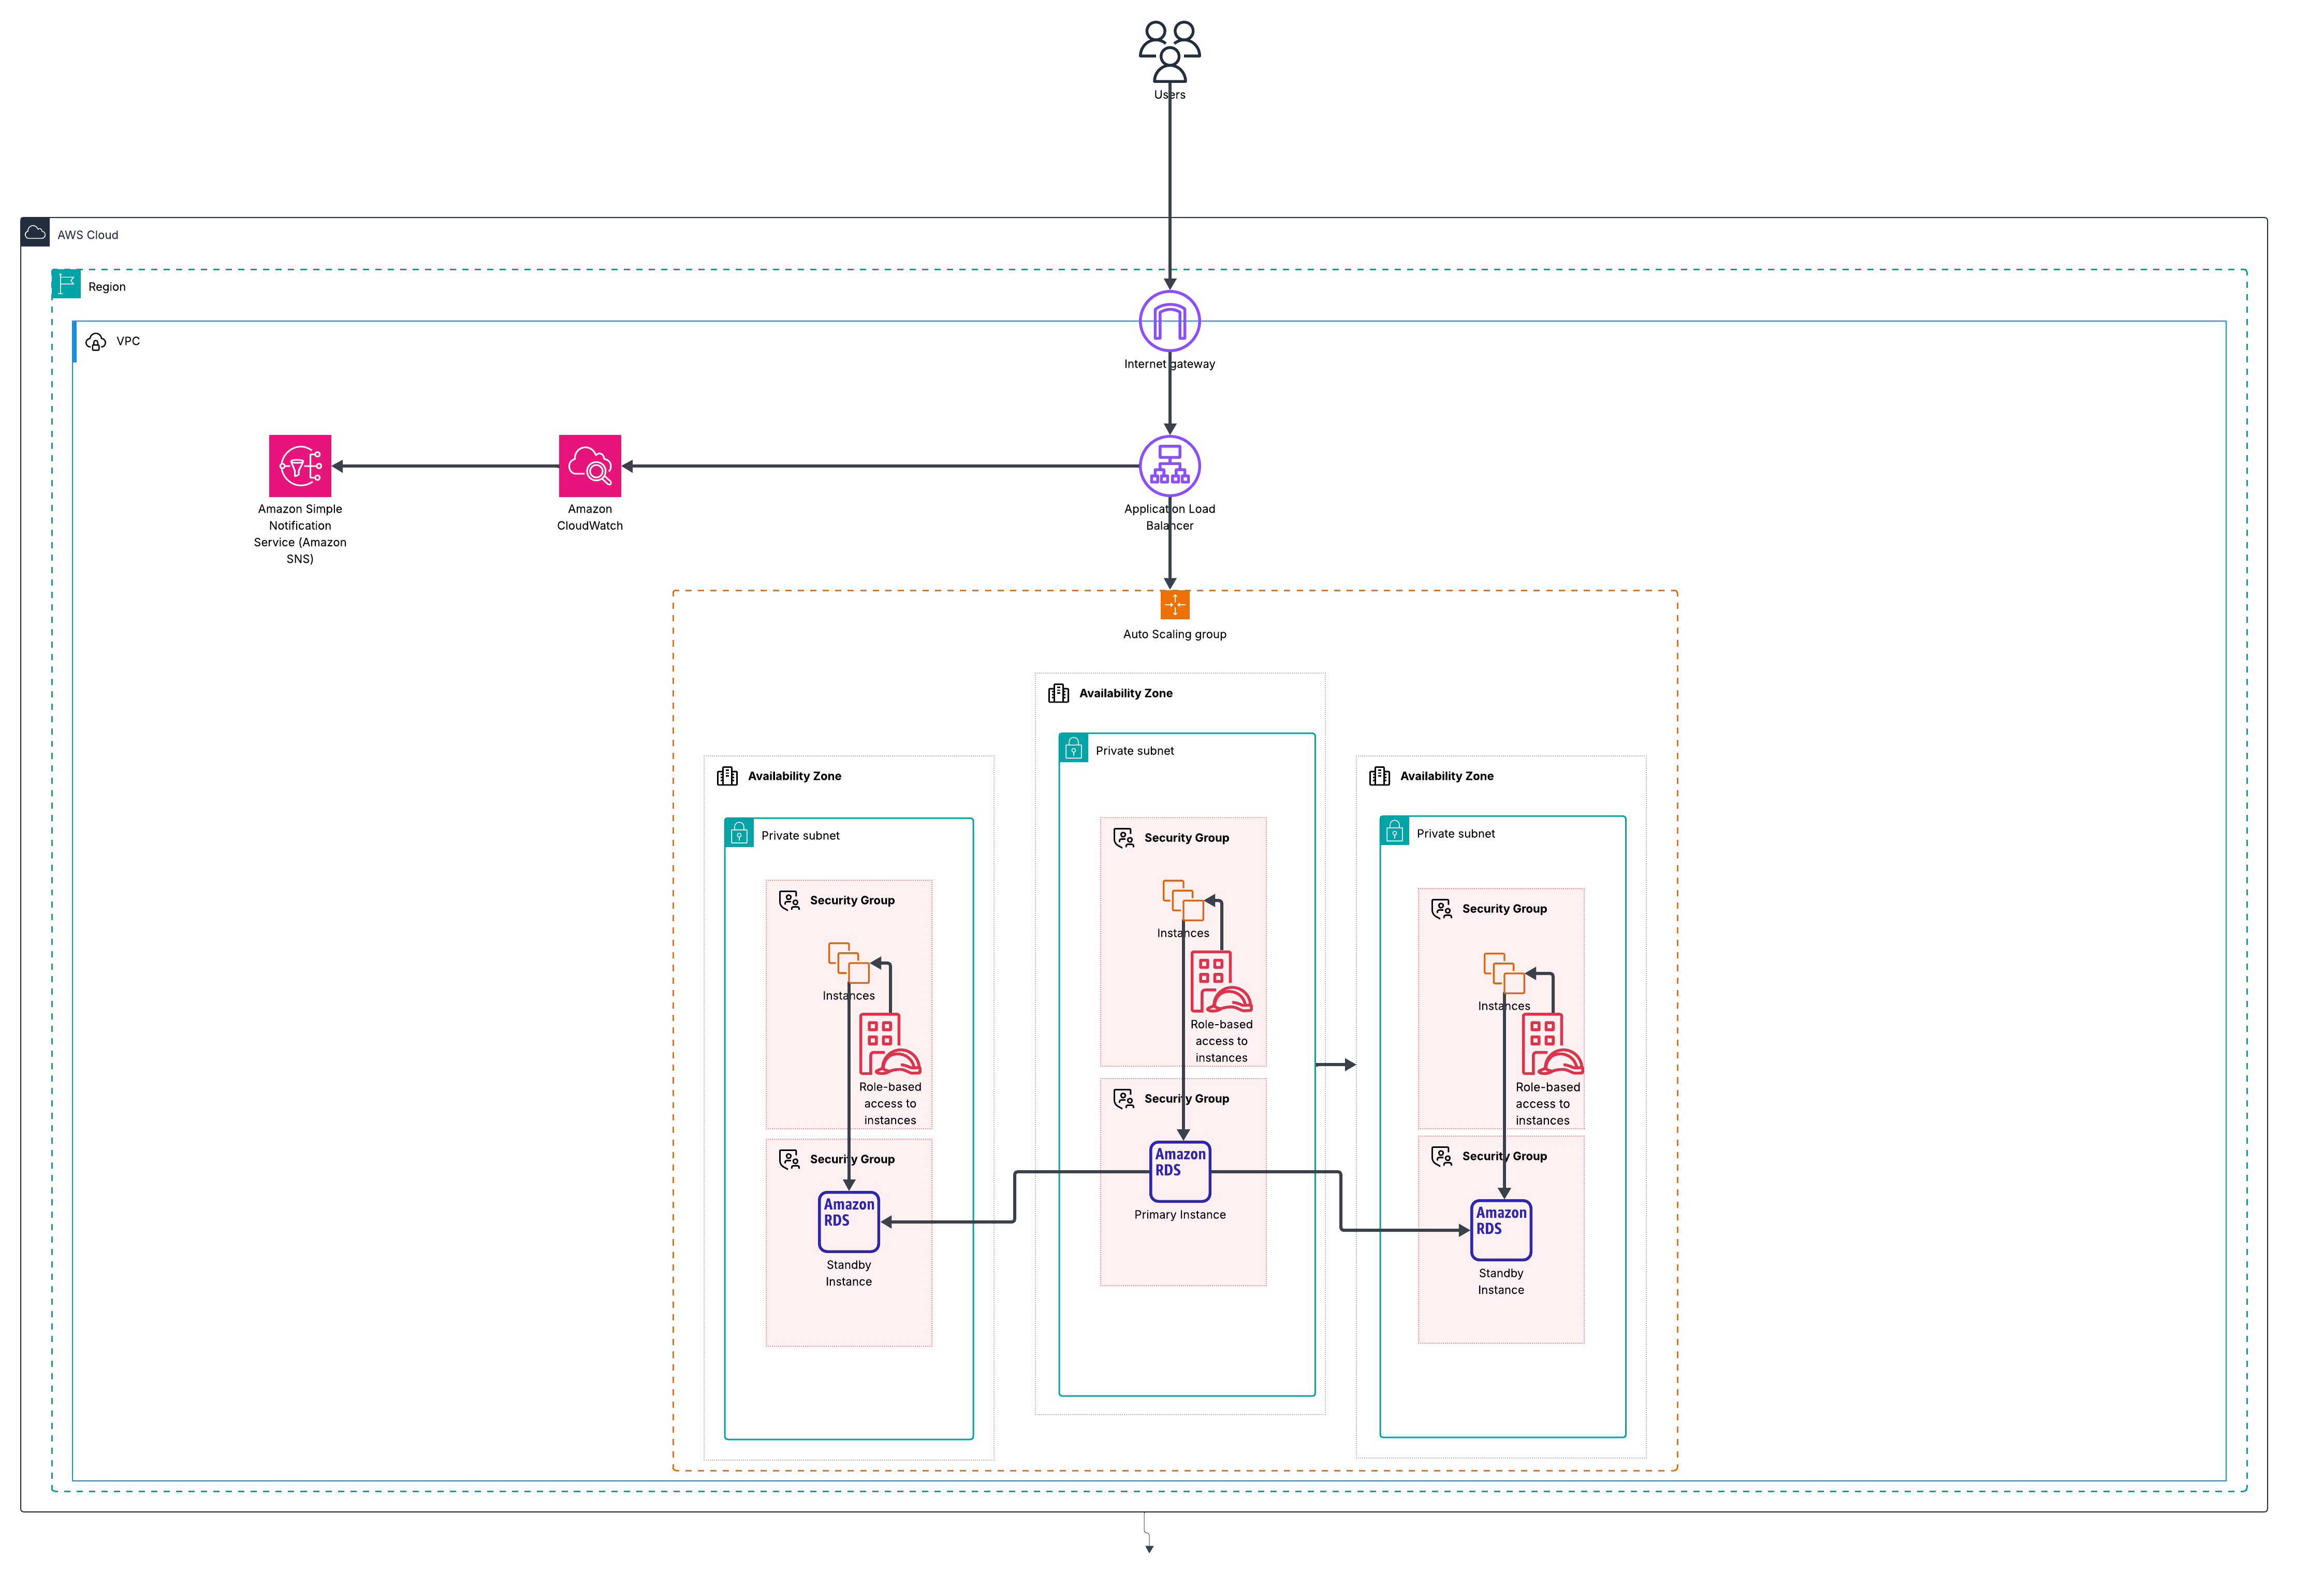 Users
AWS Cloud
Region
VPC
Internet gateway
Amazon Simple
Notification
Service (Amazon
SNS)
Amazon
CloudWatch
Application Load
Balancer
Auto Scaling group
Availability Zone
Private subnet
Security Group
Instances
Role-based
access to
instances
Security Group
Amazon
RDS
Standby
Instance
Availability Zone
Private subnet
Security Group
Instances
Role-based
access to
instances
Security Group
Amazon
RDS
Primary Instance
Availability Zone
Private subnet
Security Group
Instances
Role-based
access to
instances
Security Group
Amazon
RDS
Standby
Instance